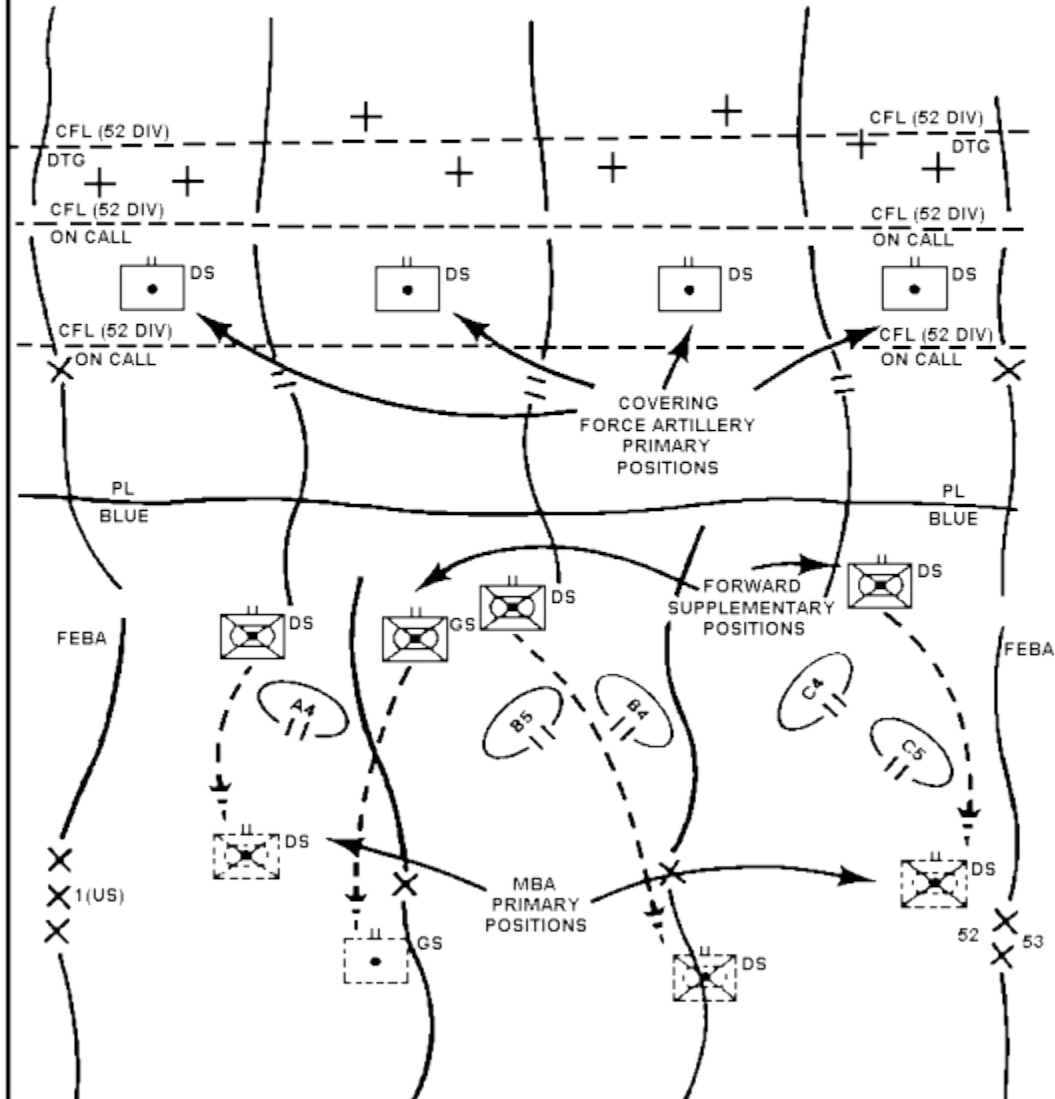 CFL (52 DIV)
CFL (52 DIV)
DTG
DTG
CFL (52 DIV)
CFL (52 DIV)
ON CALL
ON CALL
DS
DS
DS
DS
CFL (52 DIV)
CFL (52 DIV)
ON CALL
ON CALL
COVERING
FORCE ARTILLERY
PRIMARY
POSITIONS
PL
PL
BLUE
BLUE
DS
FORWARD
SUPPLEMENTARY
POSITIONS
DS
DS
GS
FEBA
FEBA
A4
B5
B4
C4
C5
DS
DS
MBA
PRIMARY
POSITIONS
1(US)
52
53
GS
DS